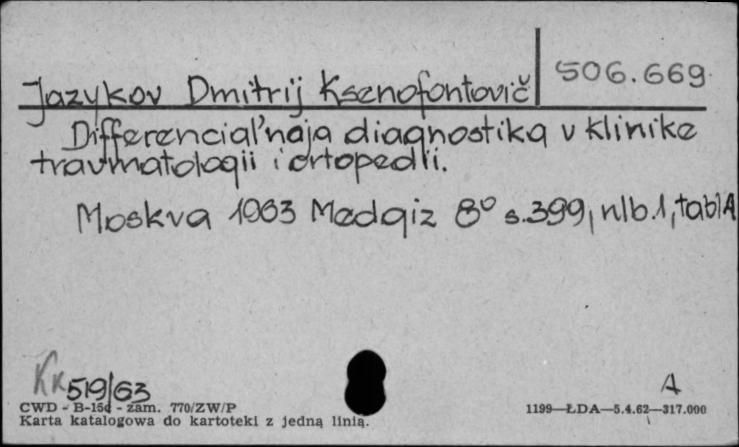 506.669
Jazykov Dmitrij Ksenofontovič
Differencial'naja diagnostika v klinike
travmatologii i ortopedii.
Moskva 1963 Medgiz 8° s.399, nlb.1, tabl A
Kk 519/63
A
CWD - B-15d - zam. 770/ZW/P
1199—ŁDA—5.4.62—317.000
Karta katalogowa do kartoteki z jedną linią.